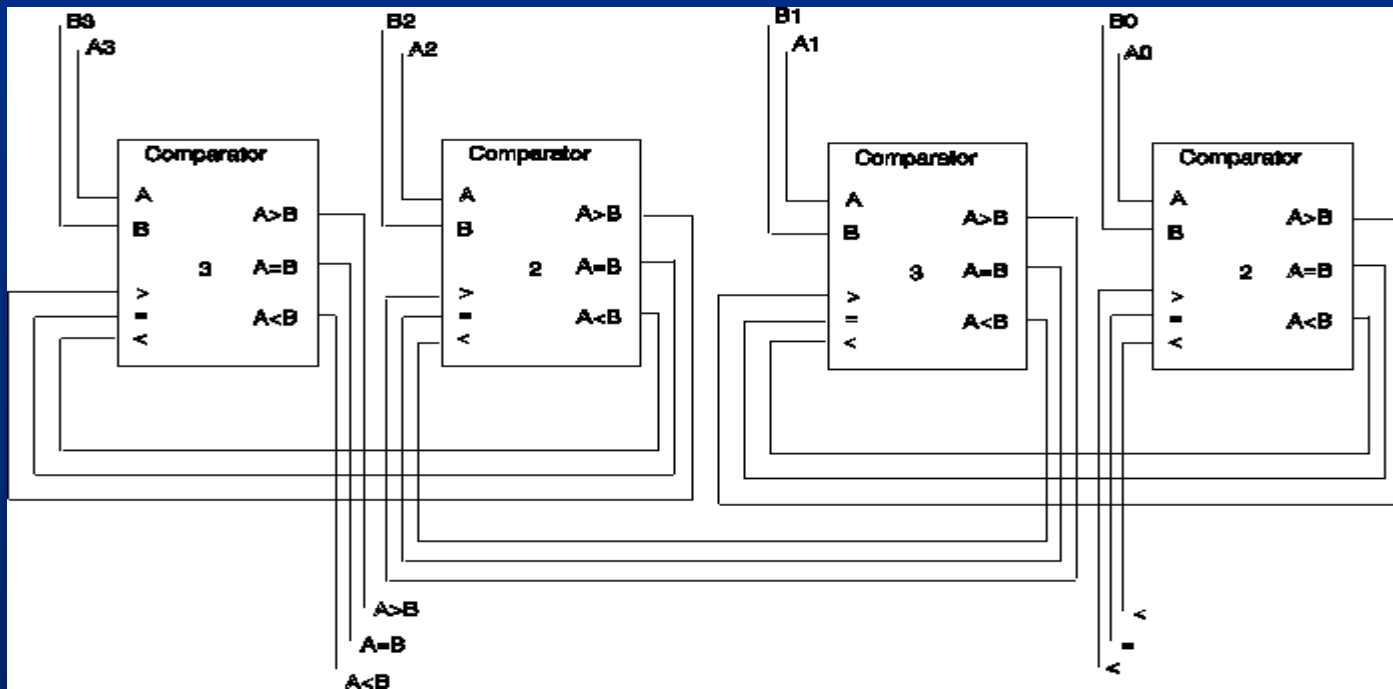 B3
A3
B2
A2
B1
A1
B0
A0
Comparator
A
B
A>B
3
A=B
>
=
A<B
<
Comparator
A
B
A>B
2
A=B
>
=
A<B
<
Comparator
A
B
A>B
3
A=B
>
=
A<B
<
Comparator
A
B
A>B
2
A=B
>
=
A<B
<
A>B
A=B
A<B
<
=
<